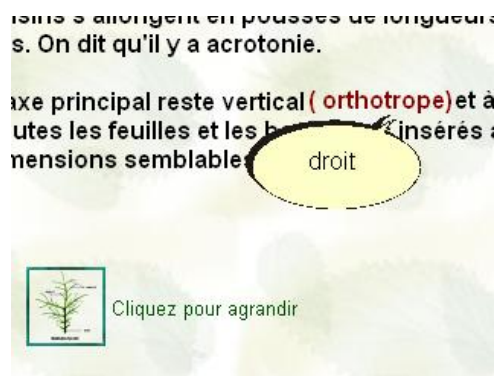 s. On dit qu'il y a acrotonie.
axe principal reste vertical ( orthotrope) et à
utes les feuilles et les insérés
mensions semblable
droit
Cliquez pour agrandir